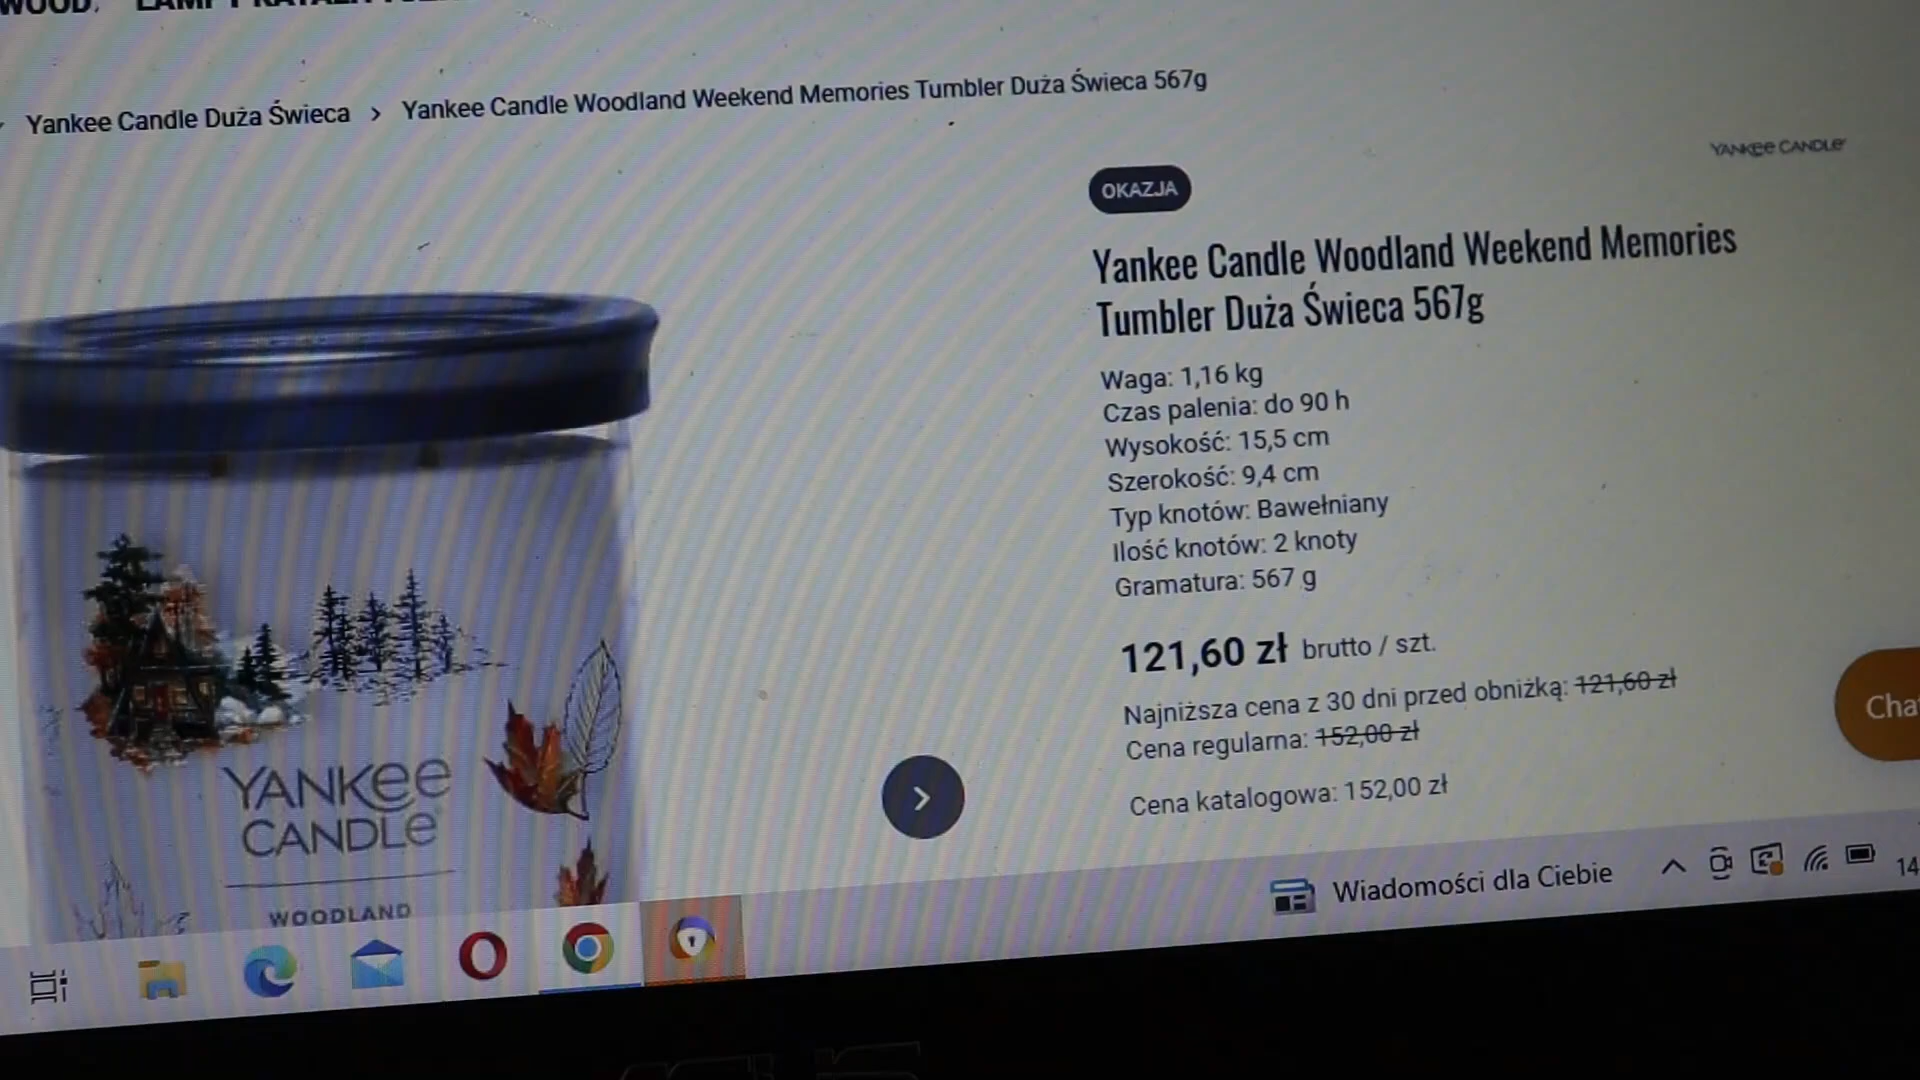 Yankee Candle Duża Świeca > Yankee Candle Woodland Weekend Memories Tumbler Duża Świeca 567g
YANKEE CANDLE
OKAZJA
Yankee Candle Woodland Weekend Memories
Tumbler Duża Świeca 567g
Waga: 1,16 kg
Czas palenia: do 90 h
Wysokość: 15,5 cm
Szerokość: 9,4 cm
Typ knotów: Bawełniany
Ilość knotów: 2 knoty
Gramatura: 567 g
121,60 zł brutto / szt.
Najniższa cena z 30 dni przed obniżką: 121,60 zł
Cena regularna: 152,00 zł
Cena katalogowa: 152,00 zł
YANKEE
CANDLE
WOODLAND
Wiadomości dla Ciebie